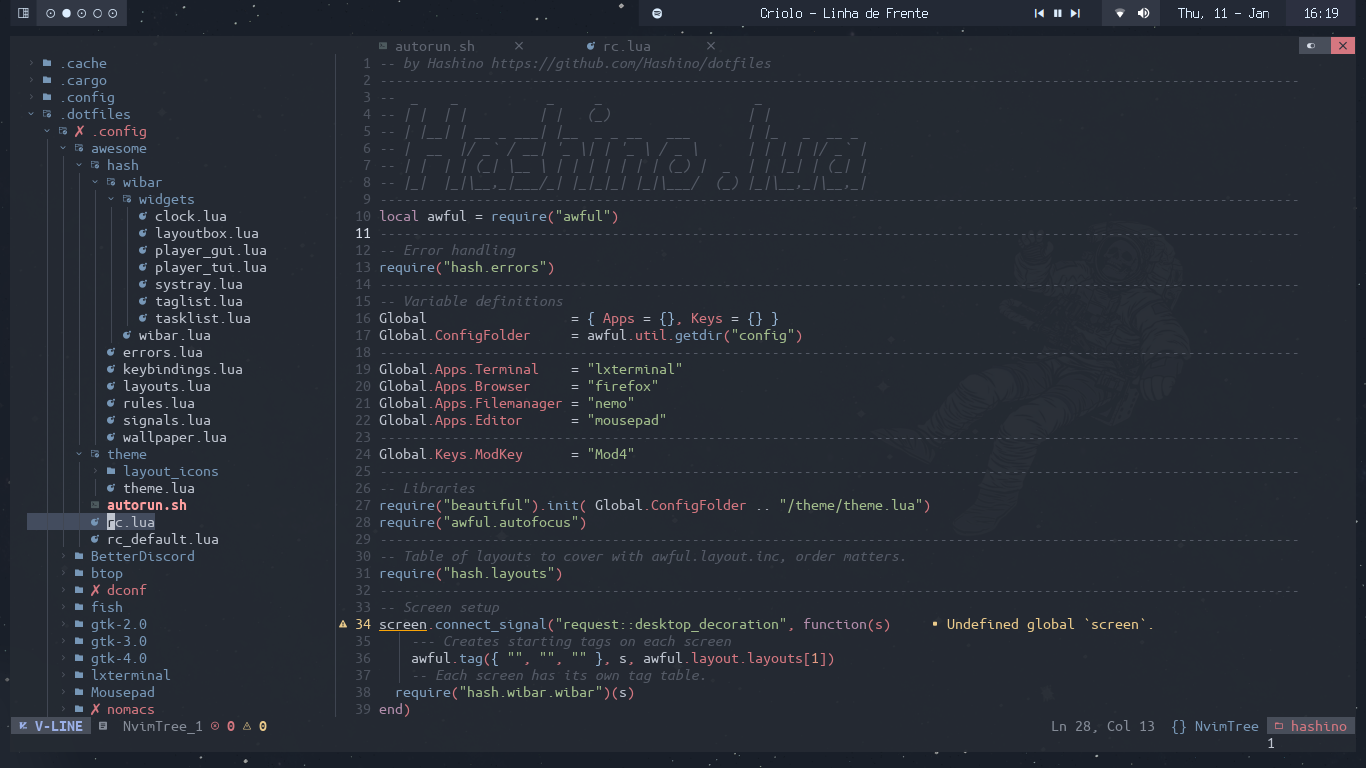 Criolo – Linha de Frente
Thu, 11 – Jan
16:19
autorun.sh
rc.lua
.cache
.cargo
.config
.dotfiles
.config
awesome
hash
wibar
widgets
clock.lua
layoutbox.lua
player_gui.lua
player_tui.lua
systray.lua
taglist.lua
tasklist.lua
wibar.lua
errors.lua
keybindings.lua
layouts.lua
rules.lua
signals.lua
wallpaper.lua
theme
layout_icons
theme.lua
autorun.sh
rc.lua
rc_default.lua
BetterDiscord
btop
dconf
fish
gtk-2.0
gtk-3.0
gtk-4.0
lxterminal
Mousepad
nomacs
1 -- by Hashino https://github.com/Hashino/dotfiles
2 --------------------------------------------------------------------------------
3 --
4 --
5 -- Hashino.lua
6 --
7 --
8 --
9 --------------------------------------------------------------------------------
10 local awful = require("awful")
11 --------------------------------------------------------------------------------
12 -- Error handling
13 require("hash.errors")
14 --------------------------------------------------------------------------------
15 -- Variable definitions
16 Global = { Apps = {}, Keys = {} }
17 Global.ConfigFolder = awful.util.getdir("config")
18 --------------------------------------------------------------------------------
19 Global.Apps.Terminal = "lxterminal"
20 Global.Apps.Browser = "firefox"
21 Global.Apps.Filemanager = "nemo"
22 Global.Apps.Editor = "mousepad"
23 --------------------------------------------------------------------------------
24 Global.Keys.ModKey = "Mod4"
25 --------------------------------------------------------------------------------
26 -- Libraries
27 require("beautiful").init( Global.ConfigFolder .. "/theme/theme.lua")
28 require("awful.autofocus")
29 --------------------------------------------------------------------------------
30 -- Table of layouts to cover with awful.layout.inc, order matters.
31 require("hash.layouts")
32 --------------------------------------------------------------------------------
33 -- Screen setup
34 screen.connect_signal("request::desktop_decoration", function(s) ▪ Undefined global `screen`.
35 --- Creates starting tags on each screen
36 awful.tag({ "", "", "" }, s, awful.layout.layouts[1])
37 -- Each screen has its own tag table.
38 require("hash.wibar.wibar")(s)
39 end)
V-LINE NvimTree_1 0 0 Ln 28, Col 13 {} NvimTree hashino
1